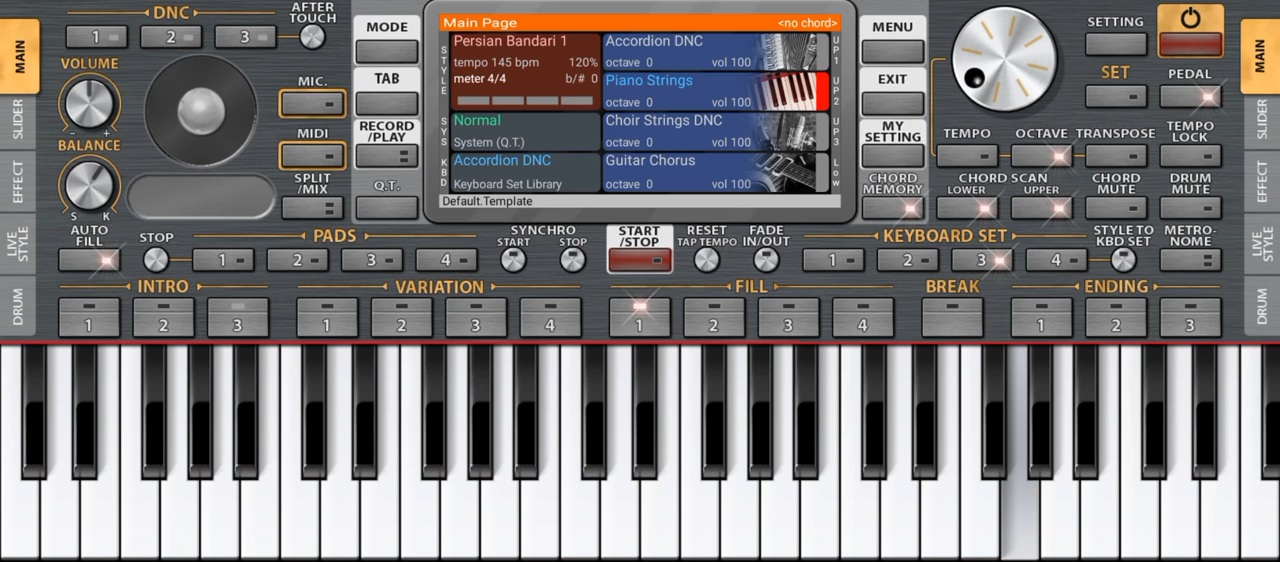 DNC
AFTER
TOUCH
1 2 3
MAIN
SLIDER
EFFECT
LIVE
STYLE
DRUM
VOLUME
- +
BALANCE
S K
MIC.
MIDI
SPLIT
/MIX
MODE
TAB
RECORD
/PLAY
Q.T.
Main Page <no chord>
STYLE
Persian Bandari 1
tempo 145 bpm 120%
meter 4/4 b/# 0
SYS
Normal
System (Q.T.)
KBD
Accordion DNC
Keyboard Set Library
Accordion DNC
octave 0 vol 100
UP1
Piano Strings
octave 0 vol 100
UP2
Choir Strings DNC
octave 0 vol 100
UP3
Guitar Chorus
octave 0 vol 100
Low
Default.Template
MENU
EXIT
MY
SETTING
CHORD
MEMORY
SETTING
SET
PEDAL
TEMPO OCTAVE TRANSPOSE
TEMPO
LOCK
CHORD SCAN
LOWER UPPER
CHORD
MUTE
DRUM
MUTE
MAIN
SLIDER
EFFECT
LIVE
STYLE
DRUM
AUTO
FILL
STOP
PADS
1 2 3 4
SYNCHRO
START STOP
START
/STOP
RESET
TAP TEMPO
FADE
IN/OUT
KEYBOARD SET
1 2 3 4
STYLE TO
KBD SET
METRO-
NOME
INTRO
1 2 3
VARIATION
1 2 3 4
FILL
1 2 3 4
BREAK
ENDING
1 2 3